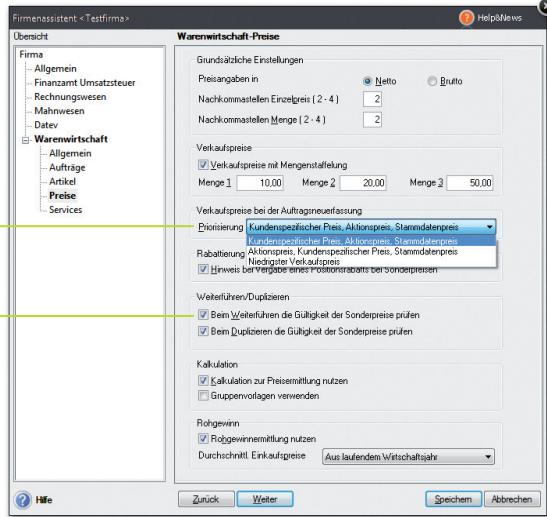 Firmenassistent <Testfirma>
Help&News
Übersicht
Firma
Allgemein
Finanzamt Umsatzsteuer
Rechnungswesen
Mahnwesen
Datev
Warenwirtschaft
Allgemein
Aufträge
Artikel
Preise
Services
Warenwirtschaft-Preise
Grundsätzliche Einstellungen
Preisangaben in Netto Brutto
Nachkommastellen Einzelpreis ( 2 - 4 ) 2
Nachkommastellen Menge ( 2 - 4 ) 2
Verkaufspreise
Verkaufspreise mit Mengenstaffelung
Menge 1 10,00 Menge 2 20,00 Menge 3 50,00
Verkaufspreise bei der Auftragsneuerfassung
Priorisierung Kundenspezifischer Preis, Aktionspreis, Stammdatenpreis
Kundenspezifischer Preis, Aktionspreis, Stammdatenpreis
Aktionspreis, Kundenspezifischer Preis, Stammdatenpreis
Niedrigster Verkaufspreis
Rabattierung
Hinweis bei Vergabe eines Positionsrabatts bei Sonderpreisen
Weiterführen/Duplizieren
Beim Weiterführen die Gültigkeit der Sonderpreise prüfen
Beim Duplizieren die Gültigkeit der Sonderpreise prüfen
Kalkulation
Kalkulation zur Preisermittlung nutzen
Gruppenvorlagen verwenden
Rohgewinn
Rohgewinnermittlung nutzen
Durchschnittl. Einkaufspreise Aus laufendem Wirtschaftsjahr
Hilfe Zurück Weiter Speichern Abbrechen